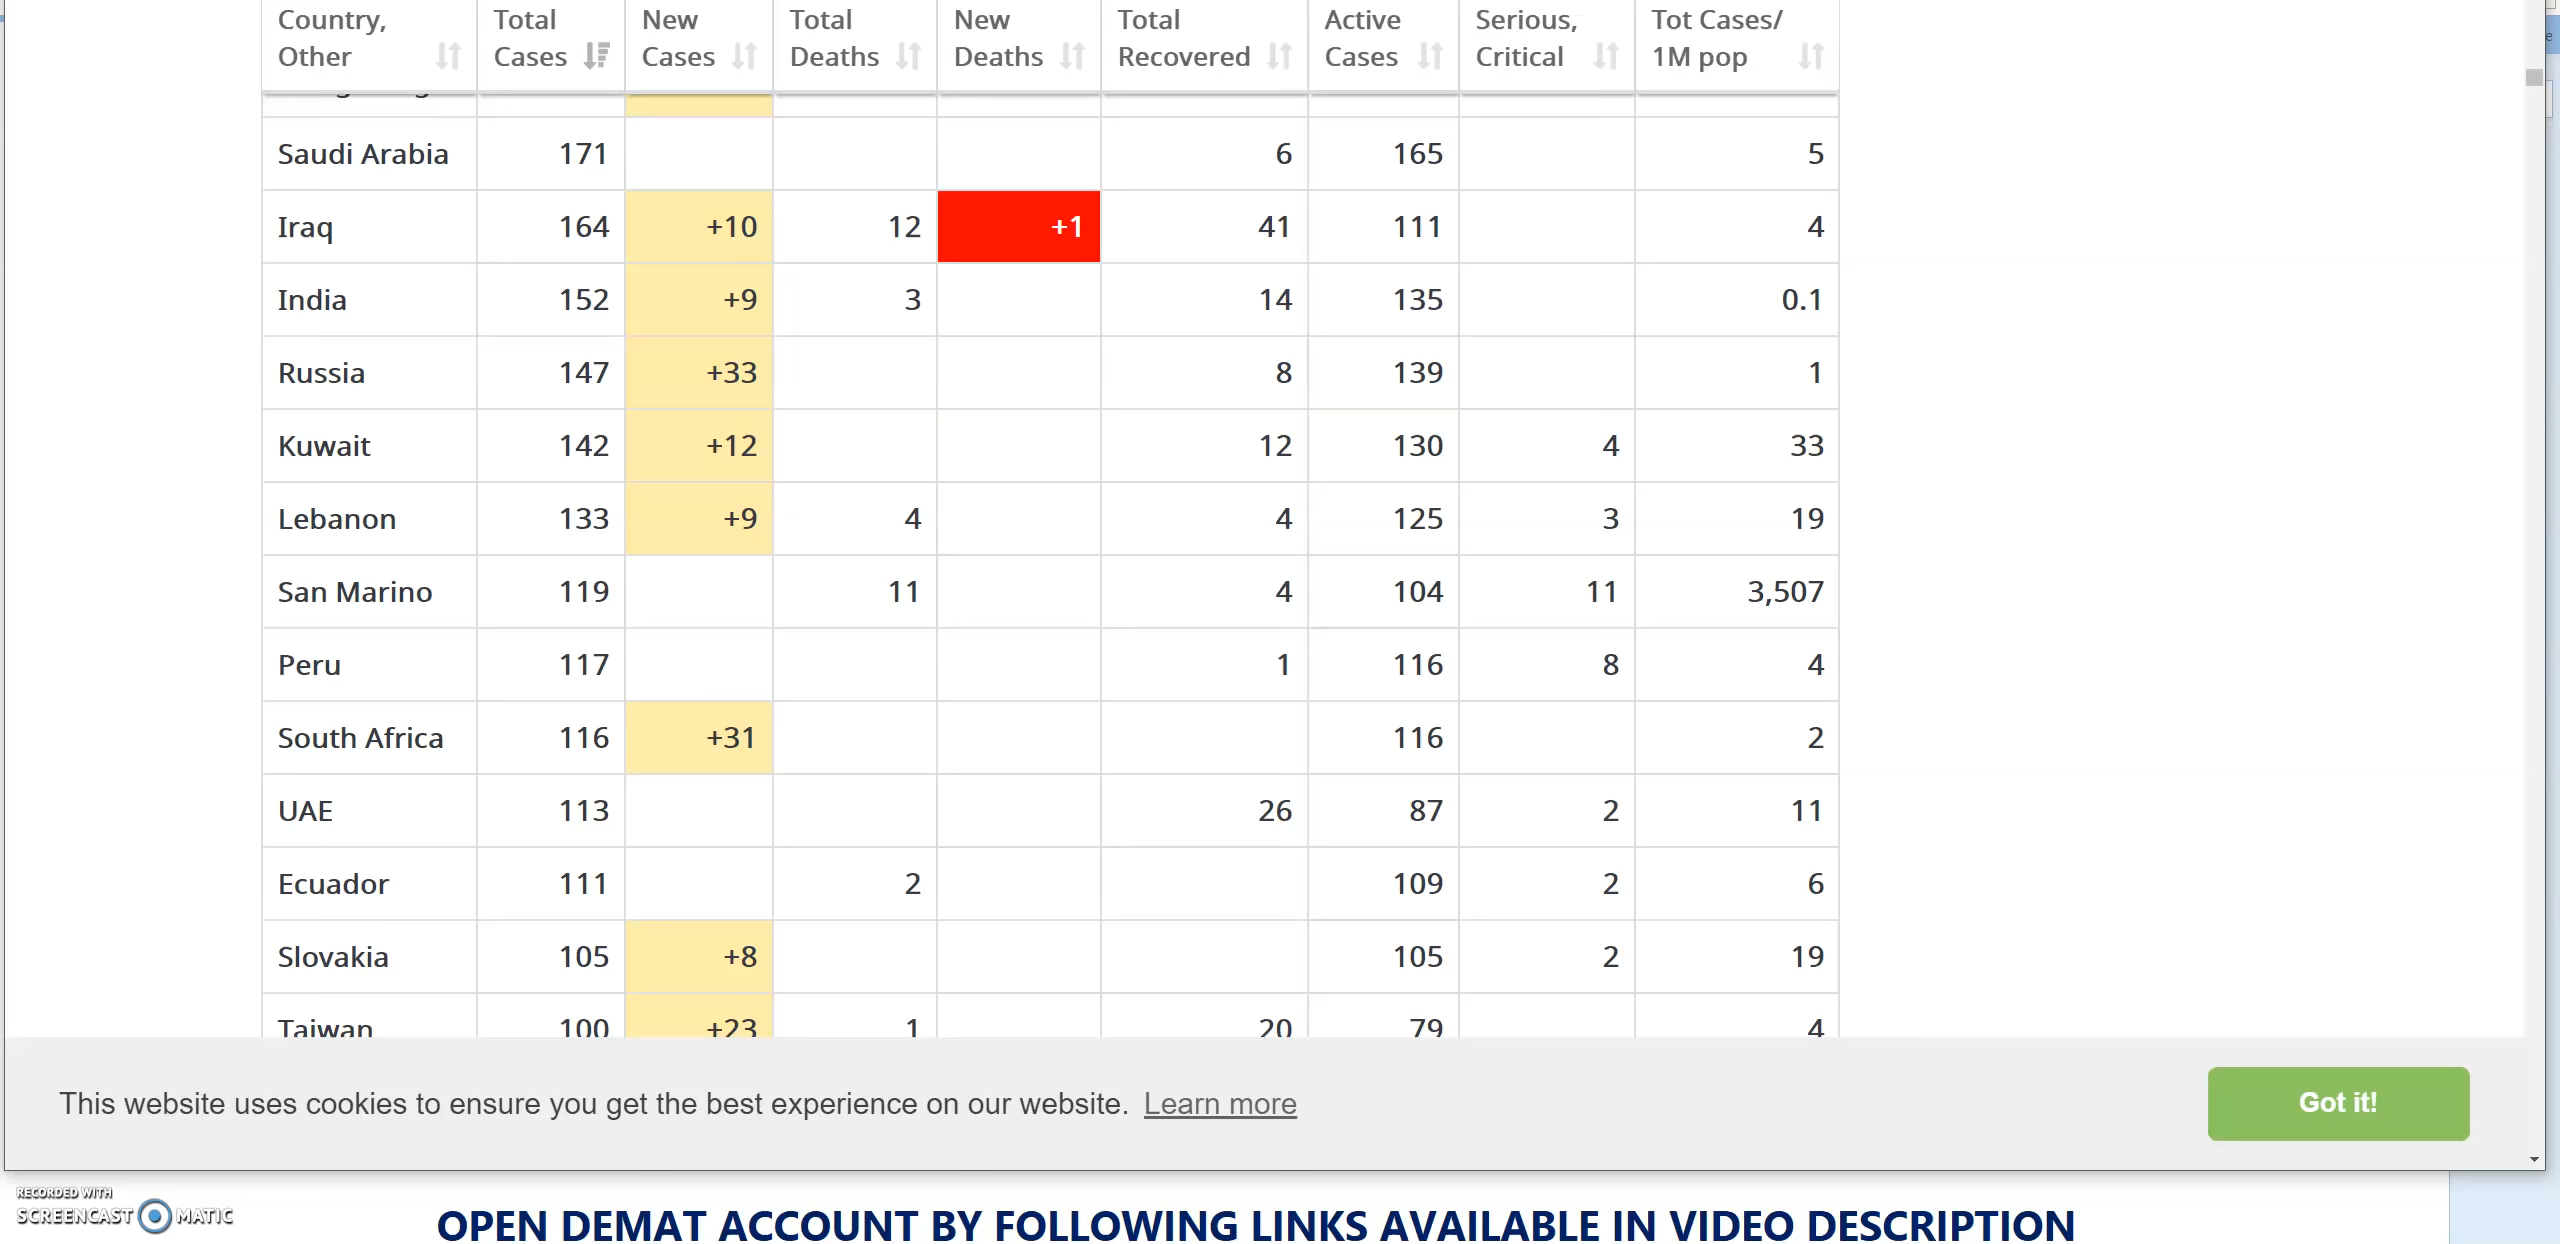 Country, Other Total Cases New Cases Total Deaths New Deaths Total Recovered Active Cases Serious, Critical Tot Cases/ 1M pop
Saudi Arabia 171 6 165 5
Iraq 164 +10 12 +1 41 111 4
India 152 +9 3 14 135 0.1
Russia 147 +33 8 139 1
Kuwait 142 +12 12 130 4 33
Lebanon 133 +9 4 4 125 3 19
San Marino 119 11 4 104 11 3,507
Peru 117 1 116 8 4
South Africa 116 +31 116 2
UAE 113 26 87 2 11
Ecuador 111 2 109 2 6
Slovakia 105 +8 105 2 19
Taiwan 100 +23 1 20 79 4
This website uses cookies to ensure you get the best experience on our website. Learn more
Got it!
RECORDED WITH
SCREENCAST MATIC
OPEN DEMAT ACCOUNT BY FOLLOWING LINKS AVAILABLE IN VIDEO DESCRIPTION